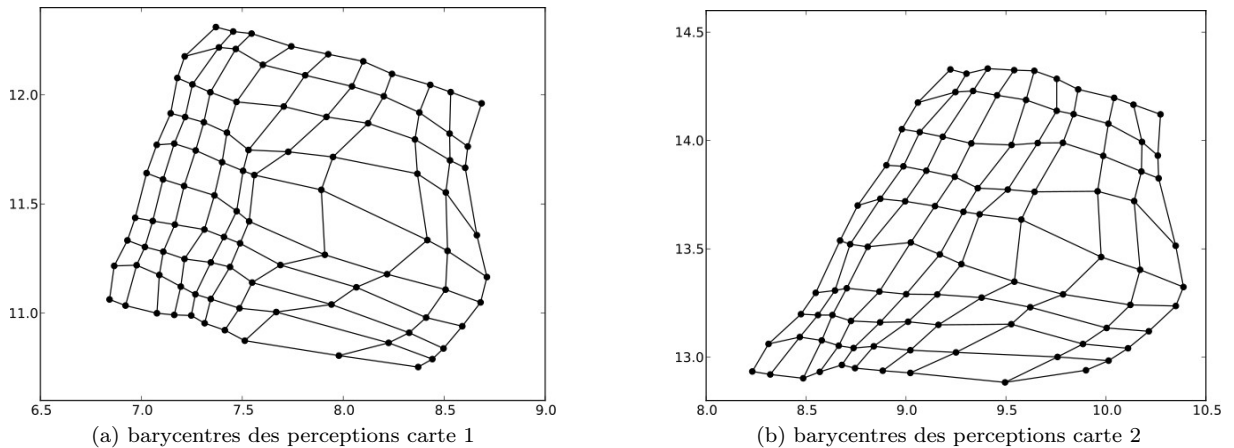 12.0
11.5
11.0
6.5 7.0 7.5 8.0 8.5 9.0
(a) barycentres des perceptions carte 1
14.5
14.0
13.5
13.0
8.0 8.5 9.0 9.5 10.0 10.5
(b) barycentres des perceptions carte 2